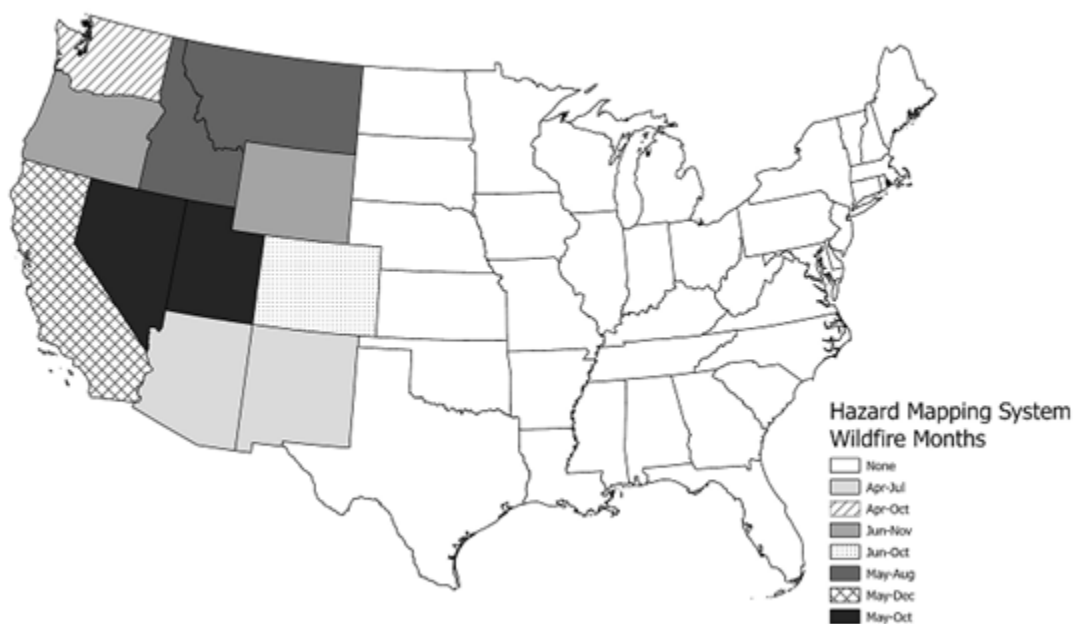 Hazard Mapping System
Wildfire Months
None
Apr-Jul
Apr-Oct
Jun-Nov
Jun-Oct
May-Aug
May-Dec
May-Oct